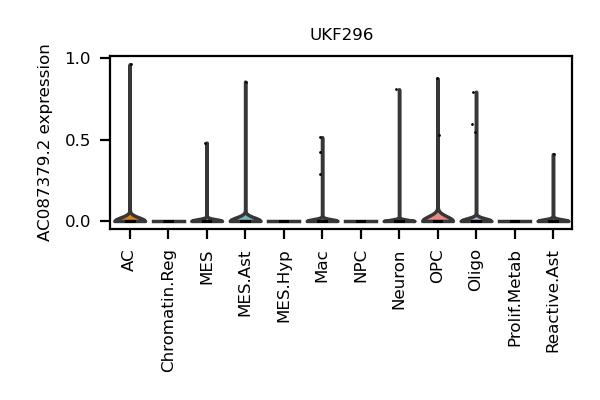 UKF296
AC087379.2 expression
1.0
0.5
0.0
AC
Chromatin.Reg
MES
MES.Ast
MES.Hyp
Mac
NPC
Neuron
OPC
Oligo
Prolif.Metab
Reactive.Ast